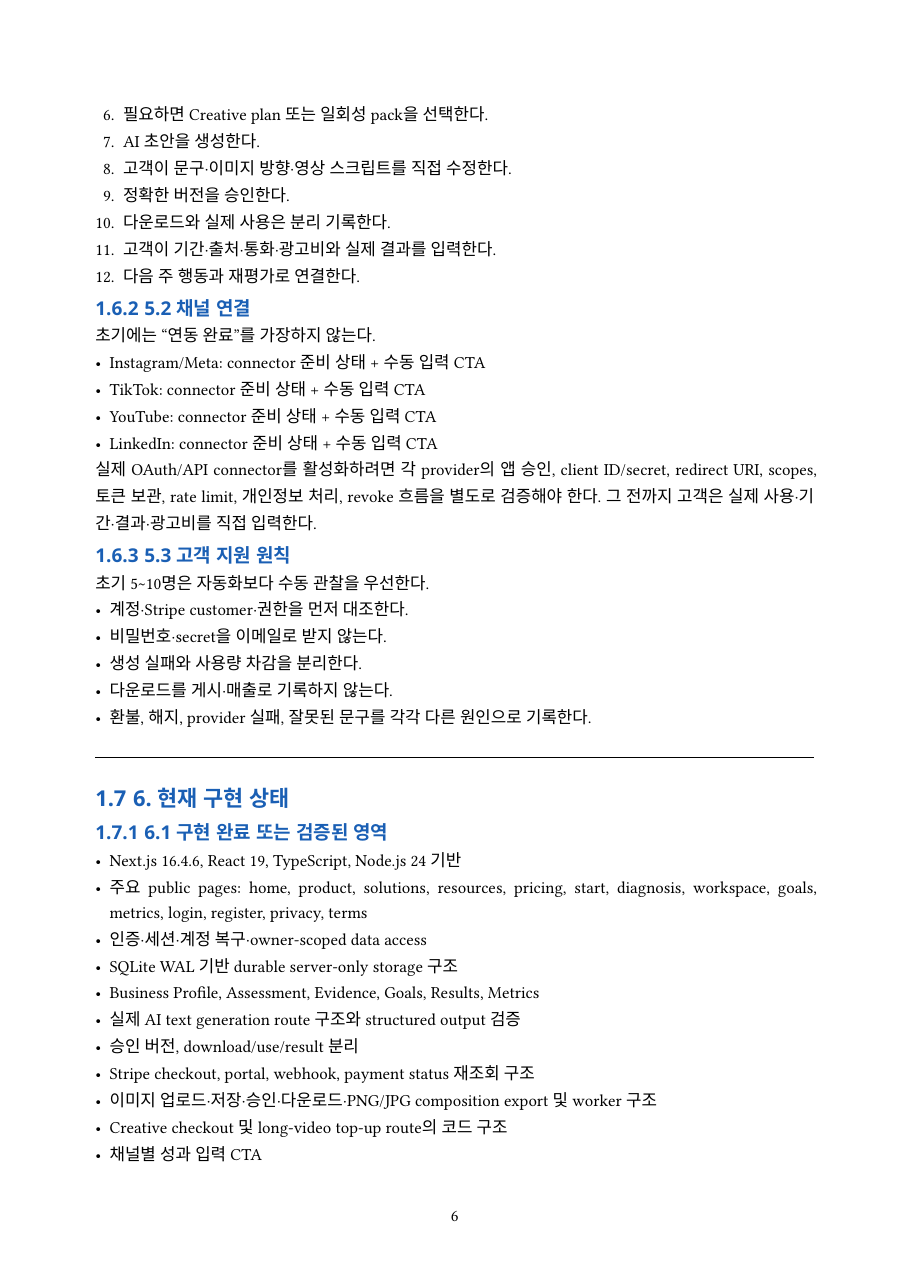 6. 필요하면 Creative plan 또는 일회성 pack을 선택한다.
7. AI 초안을 생성한다.
8. 고객이 문구·이미지 방향·영상 스크립트를 직접 수정한다.
9. 정확한 버전을 승인한다.
10. 다운로드와 실제 사용은 분리 기록한다.
11. 고객이 기간·출처·통화·광고비와 실제 결과를 입력한다.
12. 다음 주 행동과 재평가로 연결한다.
1.6.2 5.2 채널 연결
초기에는 “연동 완료”를 가장하지 않는다.
• Instagram/Meta: connector 준비 상태 + 수동 입력 CTA
• TikTok: connector 준비 상태 + 수동 입력 CTA
• YouTube: connector 준비 상태 + 수동 입력 CTA
• LinkedIn: connector 준비 상태 + 수동 입력 CTA
실제 OAuth/API connector를 활성화하려면 각 provider의 앱 승인, client ID/secret, redirect URI, scopes,
토큰 보관, rate limit, 개인정보 처리, revoke 흐름을 별도로 검증해야 한다. 그 전까지 고객은 실제 사용·기
간·결과·광고비를 직접 입력한다.
1.6.3 5.3 고객 지원 원칙
초기 5~10명은 자동화보다 수동 관찰을 우선한다.
• 계정·Stripe customer·권한을 먼저 대조한다.
• 비밀번호·secret을 이메일로 받지 않는다.
• 생성 실패와 사용량 차감을 분리한다.
• 다운로드를 게시·매출로 기록하지 않는다.
• 환불, 해지, provider 실패, 잘못된 문구를 각각 다른 원인으로 기록한다.
1.7 6. 현재 구현 상태
1.7.1 6.1 구현 완료 또는 검증된 영역
• Next.js 16.4.6, React 19, TypeScript, Node.js 24 기반
• 주요 public pages: home, product, solutions, resources, pricing, start, diagnosis, workspace, goals,
metrics, login, register, privacy, terms
• 인증·세션·계정 복구·owner-scoped data access
• SQLite WAL 기반 durable server-only storage 구조
• Business Profile, Assessment, Evidence, Goals, Results, Metrics
• 실제 AI text generation route 구조와 structured output 검증
• 승인 버전, download/use/result 분리
• Stripe checkout, portal, webhook, payment status 재조회 구조
• 이미지 업로드·저장·승인·다운로드·PNG/JPG composition export 및 worker 구조
• Creative checkout 및 long-video top-up route의 코드 구조
• 채널별 성과 입력 CTA
6